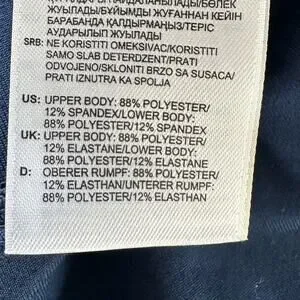 ЖУЫЛАДЫ/БҰЙЫМДЫ ЖУҒАННАН КЕЙІН
БАРАБАНДА ҚАЛДЫРМАҢЫЗ/ТЕРІС
АУДАРЫЛЫП ЖУЫЛАДЫ
SRB: NE KORISTITI OMEKSIVAC/KORISTITI
SAMO SLAB DETERDZENT/PRATI
ODVOJENO/SKLONITI BRZO SA SUSACA/
PRATI IZNUTRA KA SPOLJA
US: UPPER BODY: 88% POLYESTER/
12% SPANDEX/LOWER BODY:
88% POLYESTER/12% SPANDEX
UK: UPPER BODY: 88% POLYESTER/
12% ELASTANE/LOWER BODY:
88% POLYESTER/12% ELASTANE
D: OBERER RUMPF: 88% POLYESTER/
12% ELASTHAN/UNTERER RUMPF:
88% POLYESTER/12% ELASTHAN